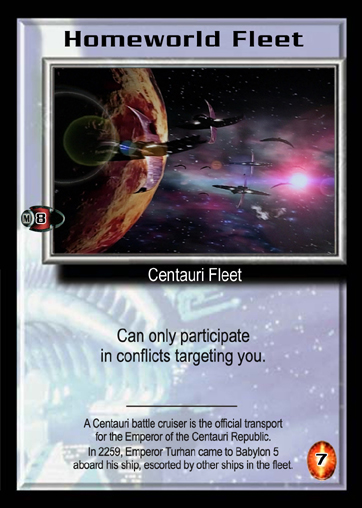 Homeworld Fleet
M 8
Centauri Fleet
Can only participate
in conflicts targeting you.
A Centauri battle cruiser is the official transport
for the Emperor of the Centauri Republic.
In 2259, Emperor Turhan came to Babylon 5
aboard his ship, escorted by other ships in the fleet.
7